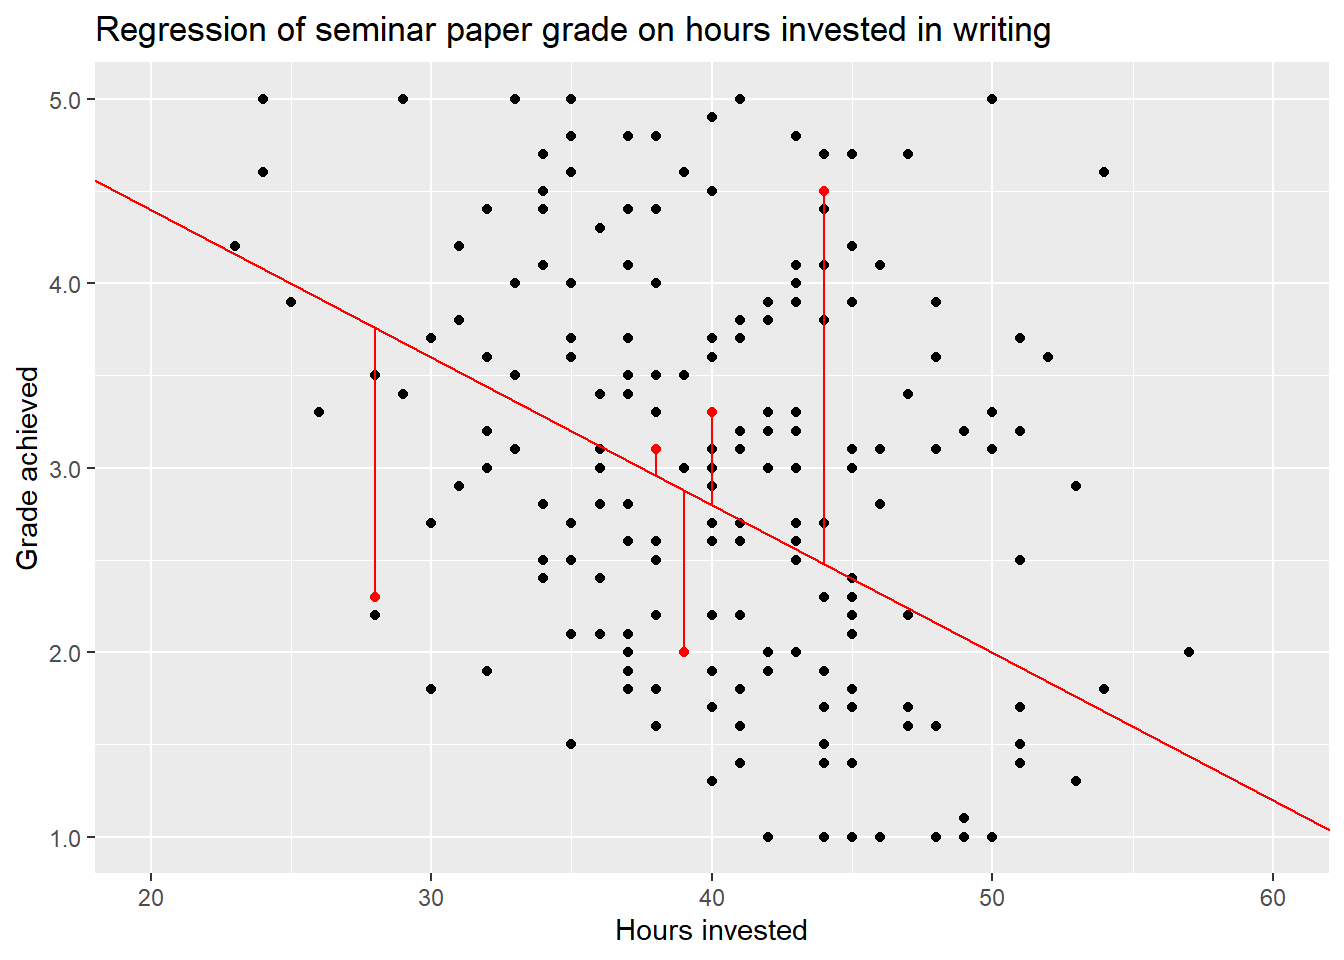 Regression of seminar paper grade on hours invested in writing
5.0
4.0
3.0
2.0
1.0
Grade achieved
20 30 40 50 60
Hours invested